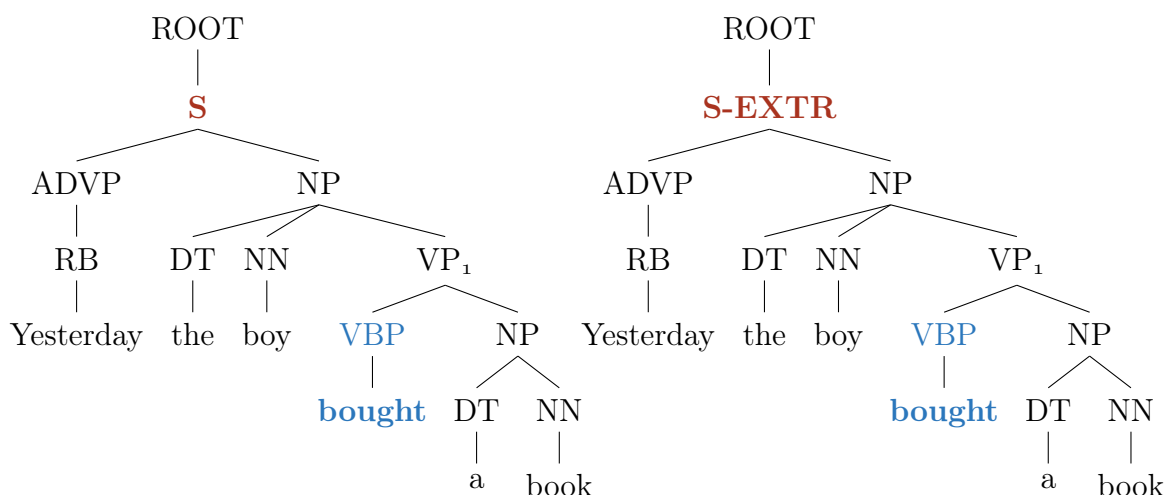 ROOT ROOT
S S-EXTR
ADVP NP ADVP NP
RB DT NN VP₁ RB DT NN VP₁
Yesterday the boy VBP NP Yesterday the boy VBP NP
bought DT NN bought DT NN
a book a book